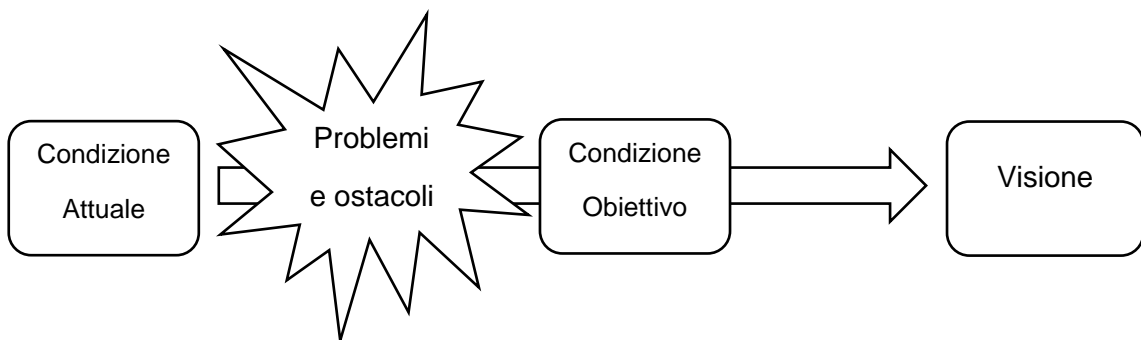 Condizione
Attuale
Problemi
e ostacoli
Condizione
Obiettivo
Visione